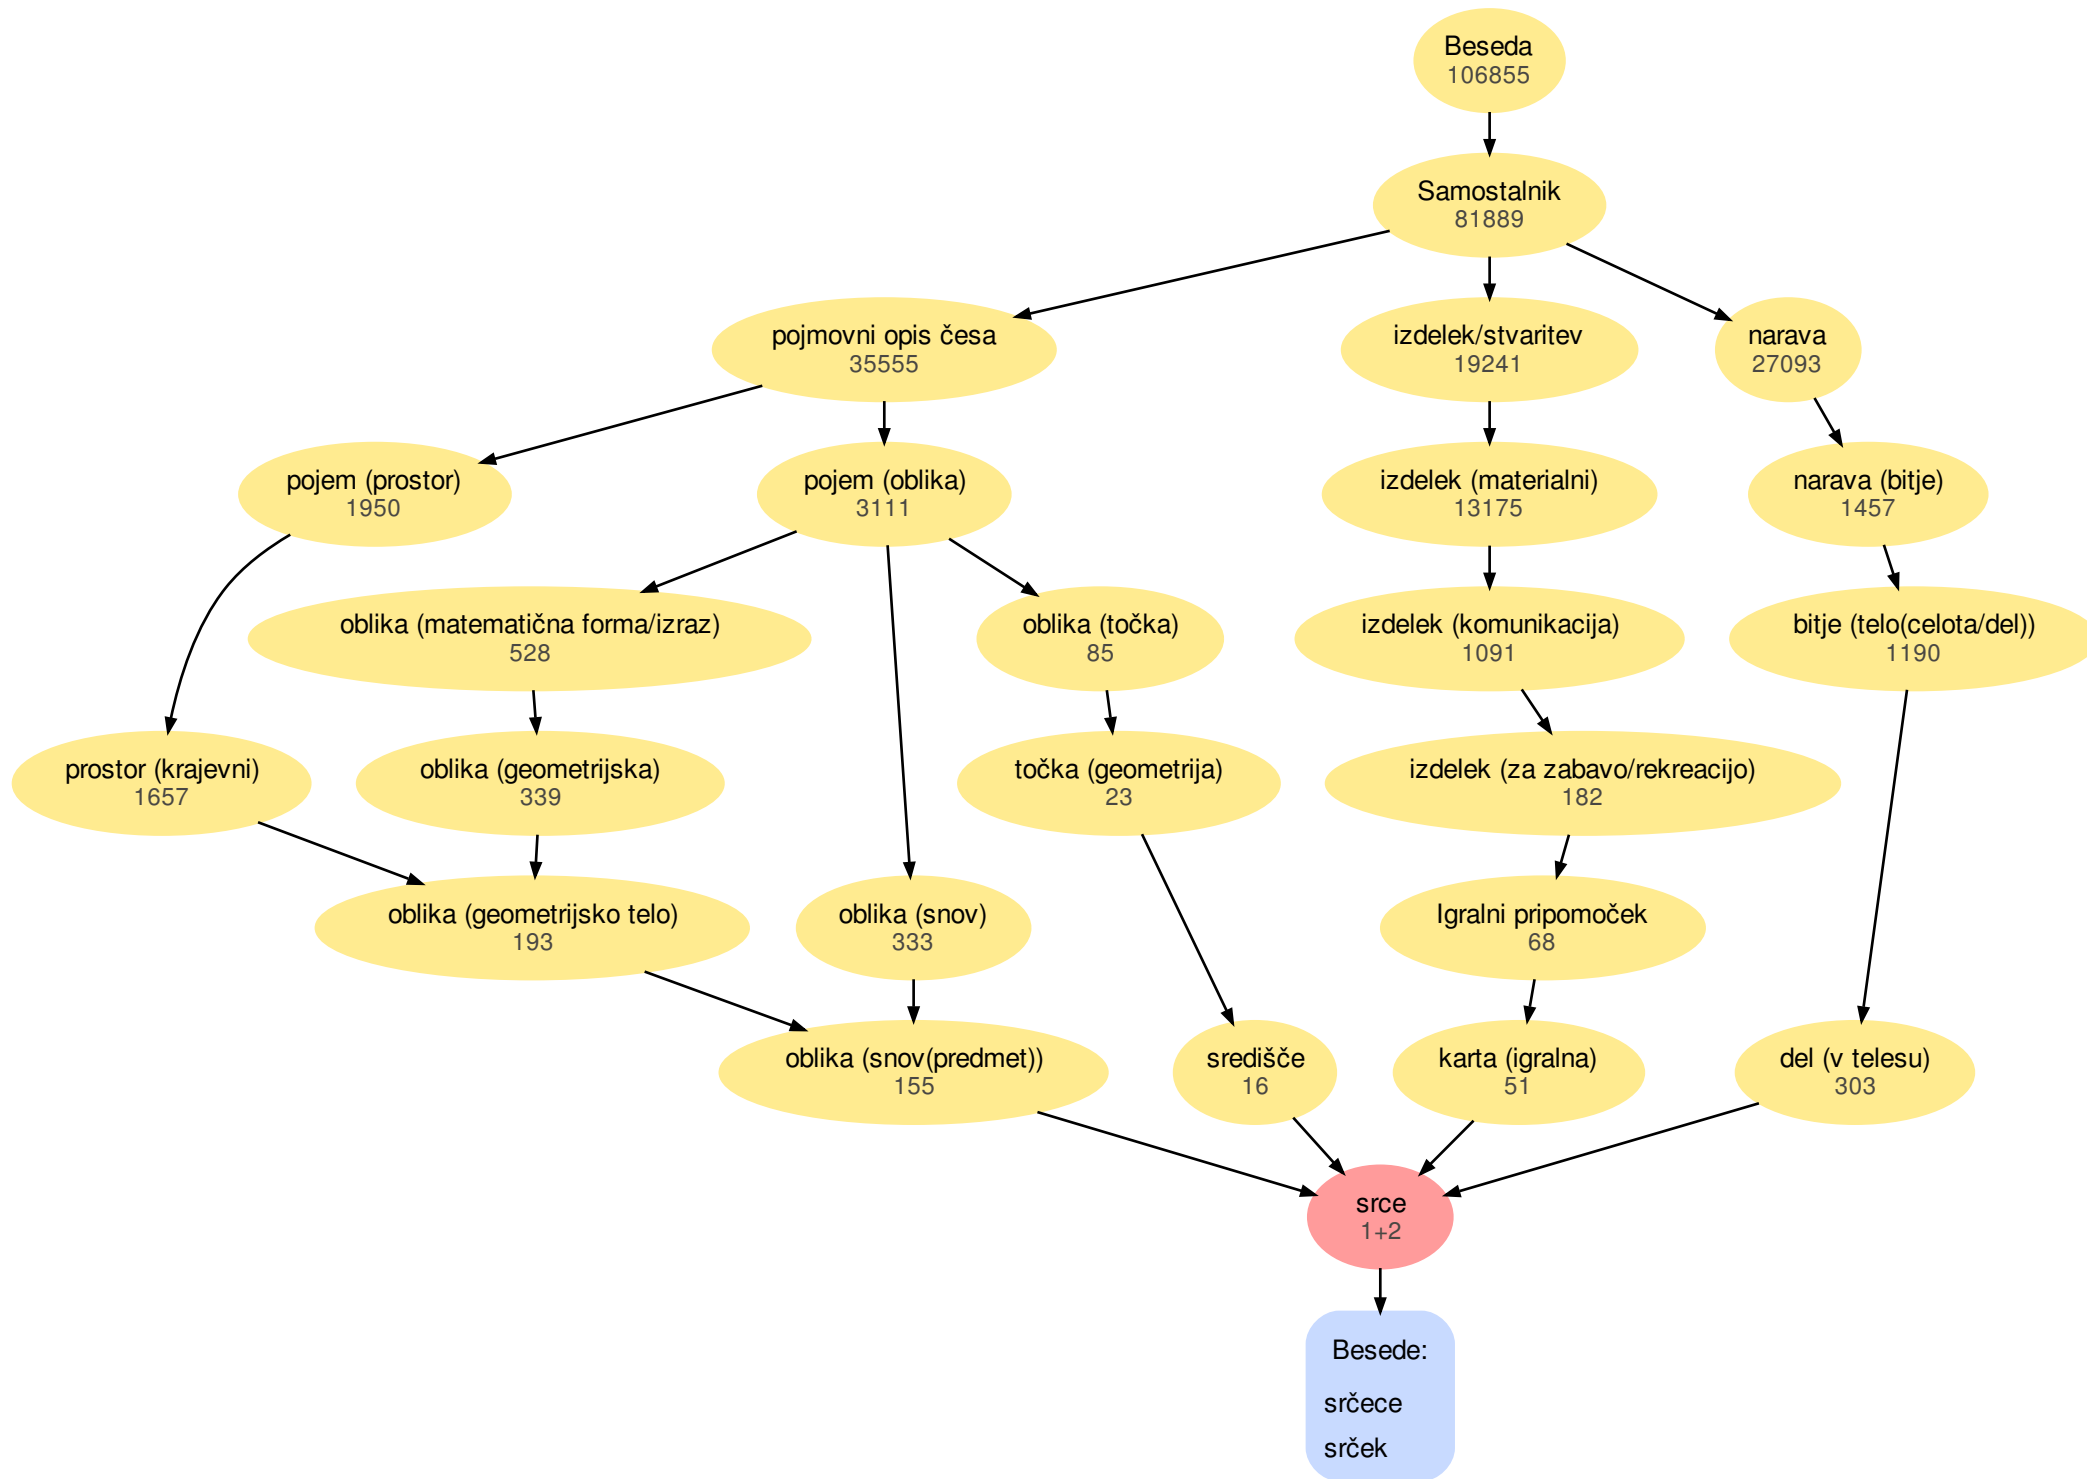 Beseda
106855
Samostalnik
81889
pojmovni opis česa
35555
izdelek/stvaritev
19241
narava
27093
pojem (prostor)
1950
pojem (oblika)
3111
izdelek (materialni)
13175
narava (bitje)
1457
oblika (matematična forma/izraz)
528
oblika (točka)
85
izdelek (komunikacija)
1091
bitje (telo(celota/del))
1190
prostor (krajevni)
1657
oblika (geometrijska)
339
točka (geometrija)
23
izdelek (za zabavo/rekreacijo)
182
oblika (geometrijsko telo)
193
oblika (snov)
333
Igralni pripomoček
68
oblika (snov(predmet))
155
središče
16
karta (igralna)
51
del (v telesu)
303
srce
1+2
Besede:
srčece
srček